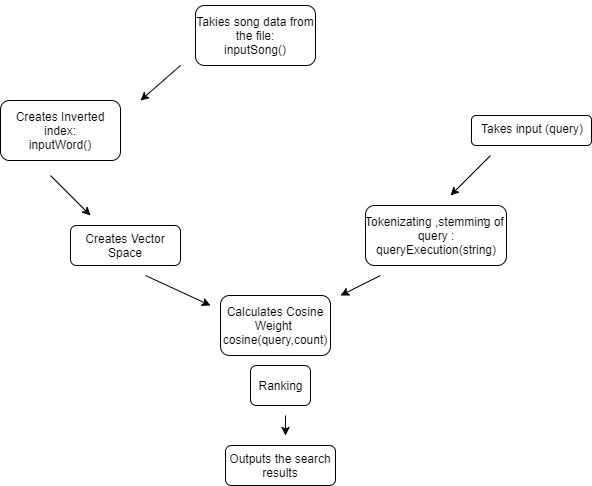 Takies song data from
the file:
inputSong()
Creates Inverted
index:
inputWord()
Takes input (query)
Tokenizating ,stemming of
query :
queryExecution(string)
Creates Vector
Space
Calculates Cosine
Weight
cosine(query,count)
Ranking
Outputs the search
results